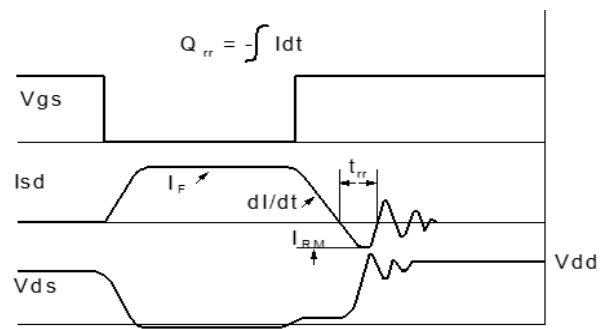 Q rr = -∫ Idt
Vgs
Isd
I F
dI/dt
t rr
I RM
Vds
Vdd